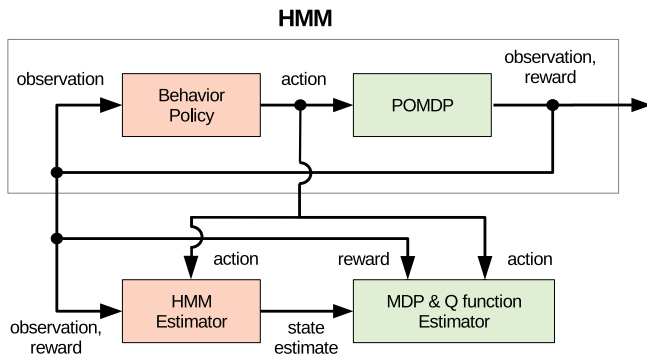 HMM
observation,
reward
observation
action
Behavior
Policy
POMDP
action
reward
action
HMM
Estimator
MDP & Q function
Estimator
observation,
reward
state
estimate